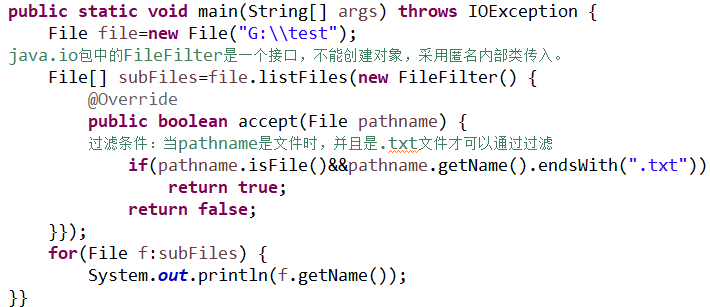 public static void main(String[] args) throws IOException {
File file=new File("G:\\test");
java.io包中的FileFilter是一个接口，不能创建对象，采用匿名内部类传入。
File[] subFiles=file.listFiles(new FileFilter() {
@Override
public boolean accept(File pathname) {
过滤条件：当pathname是文件时，并且是.txt文件才可以通过过滤
if(pathname.isFile()&&pathname.getName().endsWith(".txt"))
return true;
return false;
}});
for(File f:subFiles) {
System.out.println(f.getName());
}}